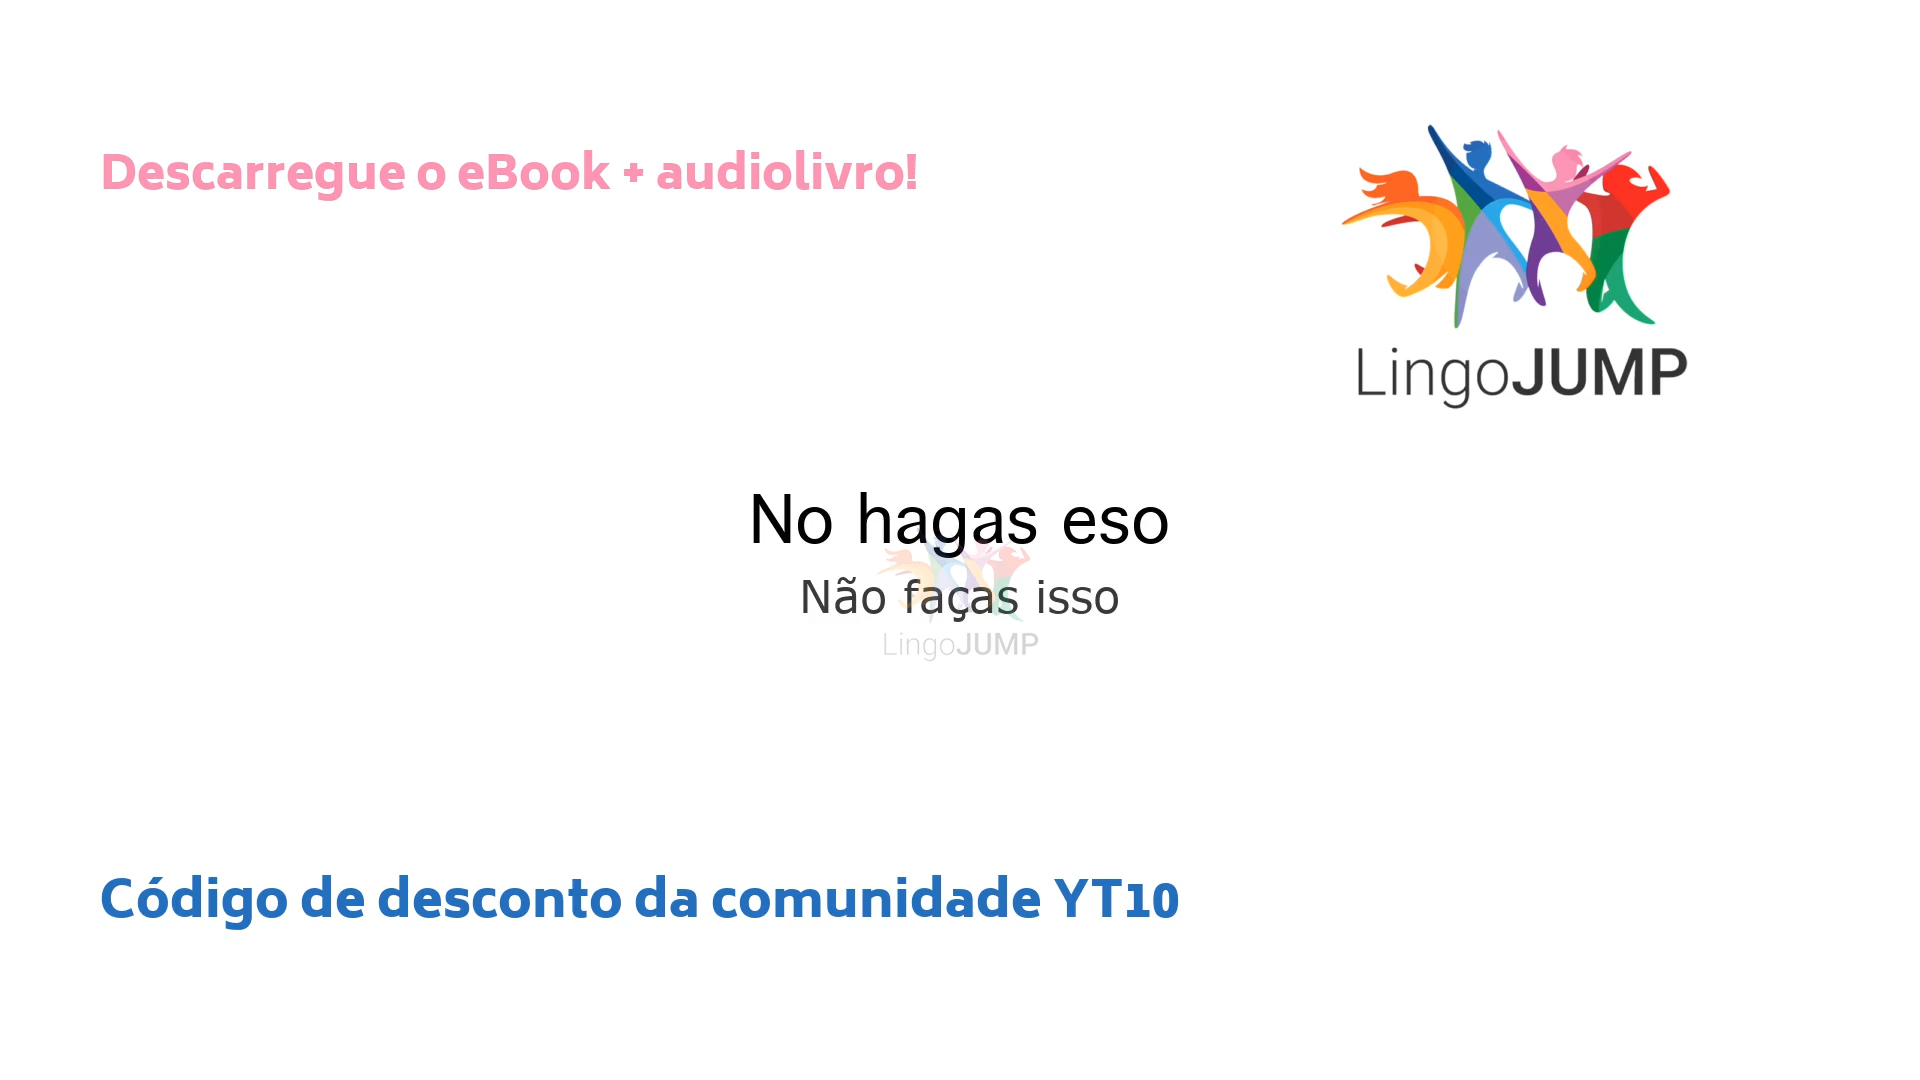 Descarregue o eBook + audiolivro!
LingoJUMP
No hagas eso
Não faças isso
LingoJUMP
Código de desconto da comunidade YT10